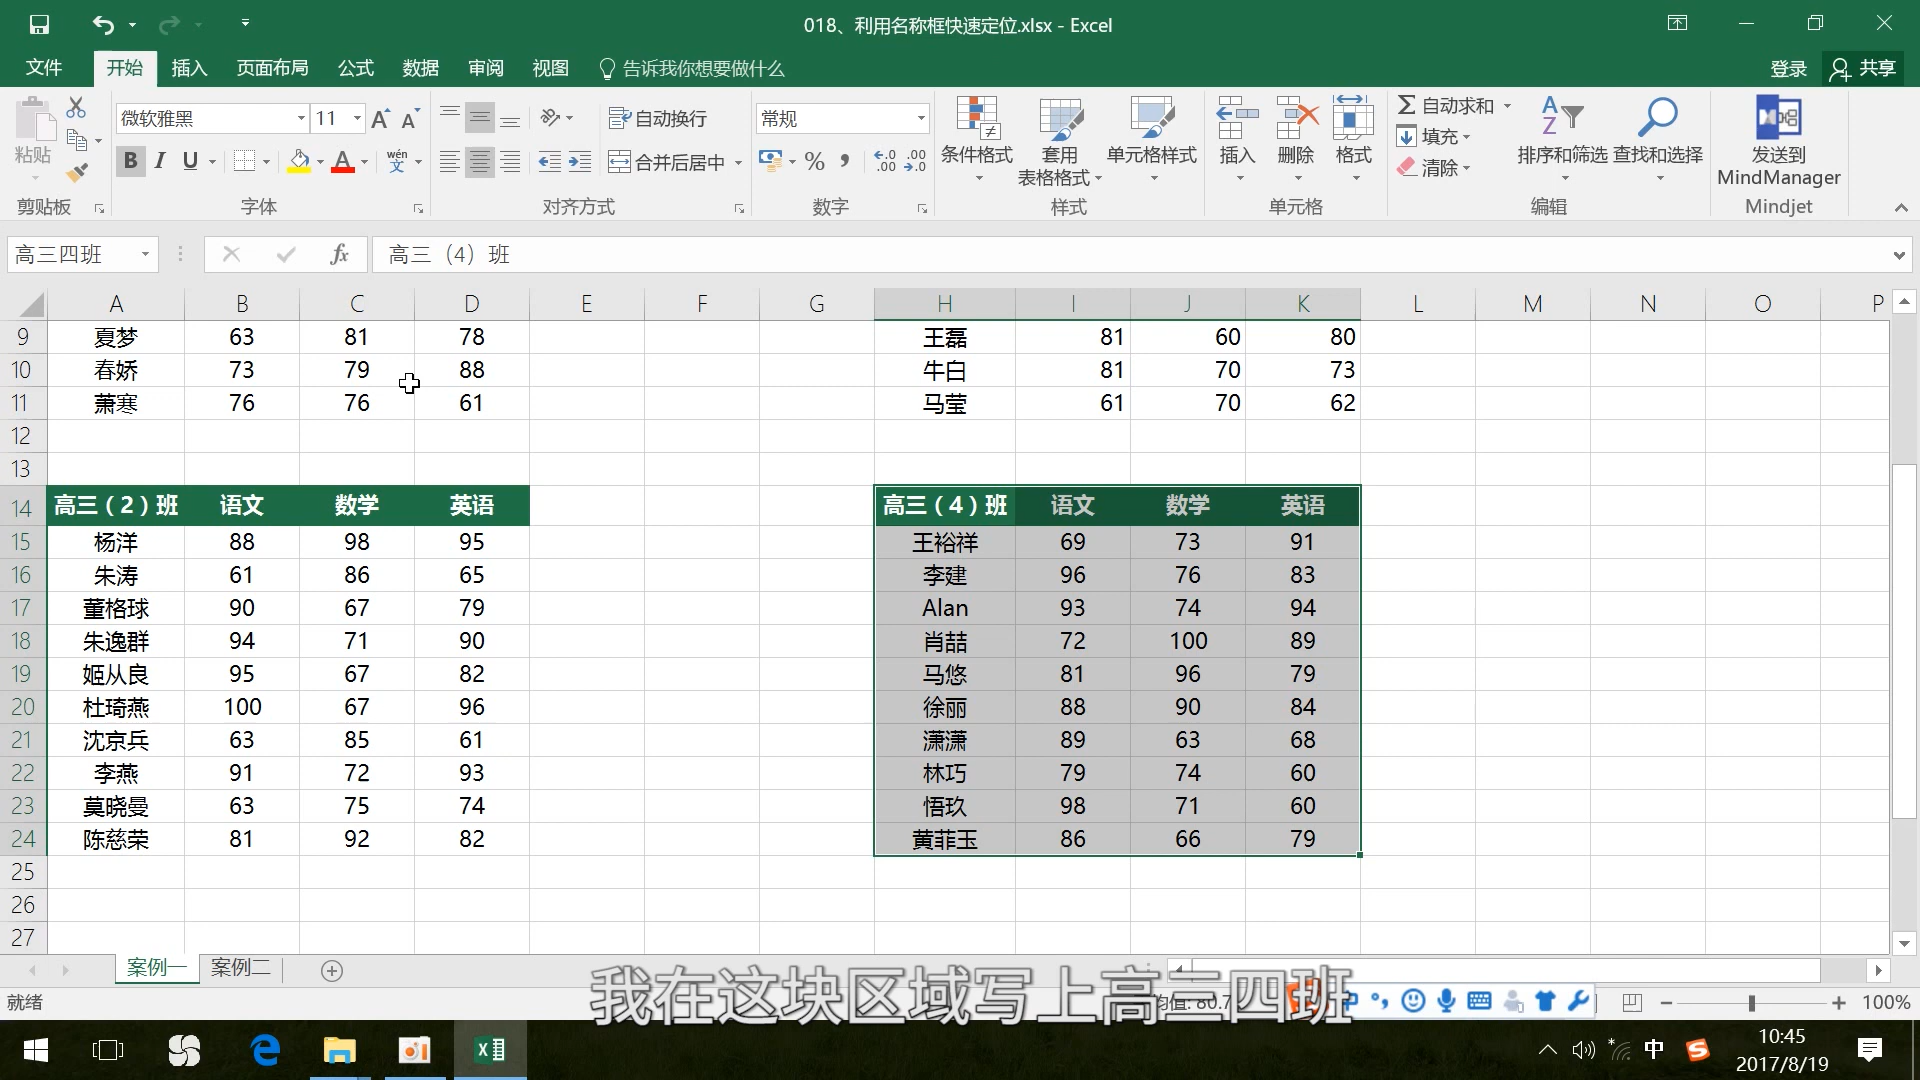 018、利用名称框快速定位.xlsx - Excel
文件 开始 插入 页面布局 公式 数据 审阅 视图 告诉我你想要做什么 登录 共享
粘贴 微软雅黑 11 自动换行 常规 条件格式 套用 表格格式 单元格样式 插入 删除 格式 自动求和 填充 清除 排序和筛选 查找和选择 发送到 MindManager
B I U A wén 文 合并后居中 % ,
剪贴板 字体 对齐方式 数字 样式 单元格 编辑 Mindjet
高三四班 fx 高三（4）班
A B C D E F G H I J K L M N O P
9 夏梦 63 81 78 王磊 81 60 80
10 春娇 73 79 88 牛白 81 70 73
11 萧寒 76 76 61 马莹 61 70 62
12
13
14 高三（2）班 语文 数学 英语 高三（4）班 语文 数学 英语
15 杨洋 88 98 95 王裕祥 69 73 91
16 朱涛 61 86 65 李建 96 76 83
17 董格球 90 67 79 Alan 93 74 94
18 朱逸群 94 71 90 肖喆 72 100 89
19 姬从良 95 67 82 马悠 81 96 79
20 杜琦燕 100 67 96 徐丽 88 90 84
21 沈京兵 63 85 61 潇潇 89 63 68
22 李燕 91 72 93 林巧 79 74 60
23 莫晓曼 63 75 74 悟玖 98 71 60
24 陈慈荣 81 92 82 黄菲玉 86 66 79
25
26
27
案例一 案例二
我在这块区域写上高三四班
就绪 100%
中 10:45
2017/8/19